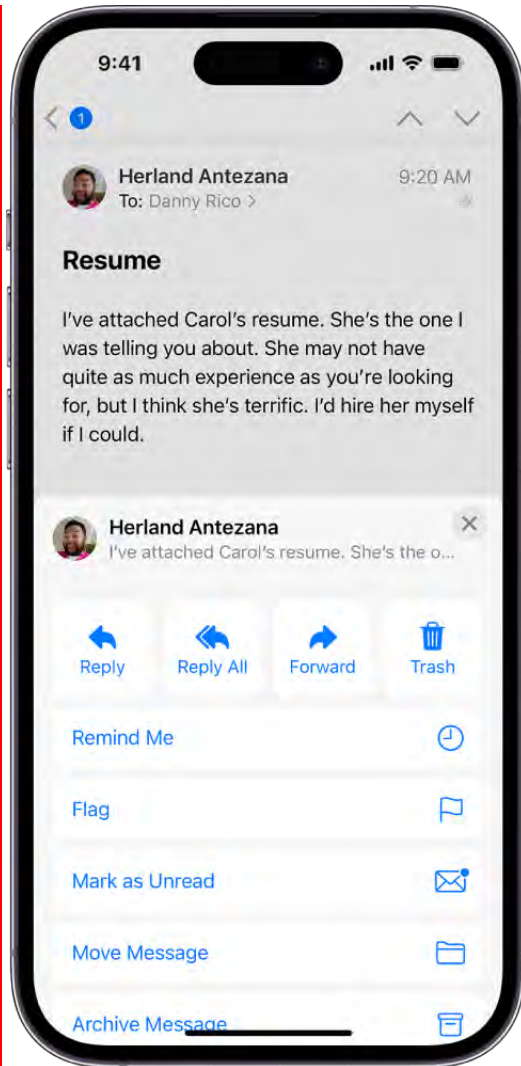 9:41
1
Herland Antezana
9:20 AM
To: Danny Rico >
Resume
I've attached Carol's resume. She's the one I
was telling you about. She may not have
quite as much experience as you're looking
for, but I think she's terrific. I'd hire her myself
if I could.
Herland Antezana
I've attached Carol's resume. She's the o...
Reply
Reply All
Forward
Trash
Remind Me
Flag
Mark as Unread
Move Message
Archive Message